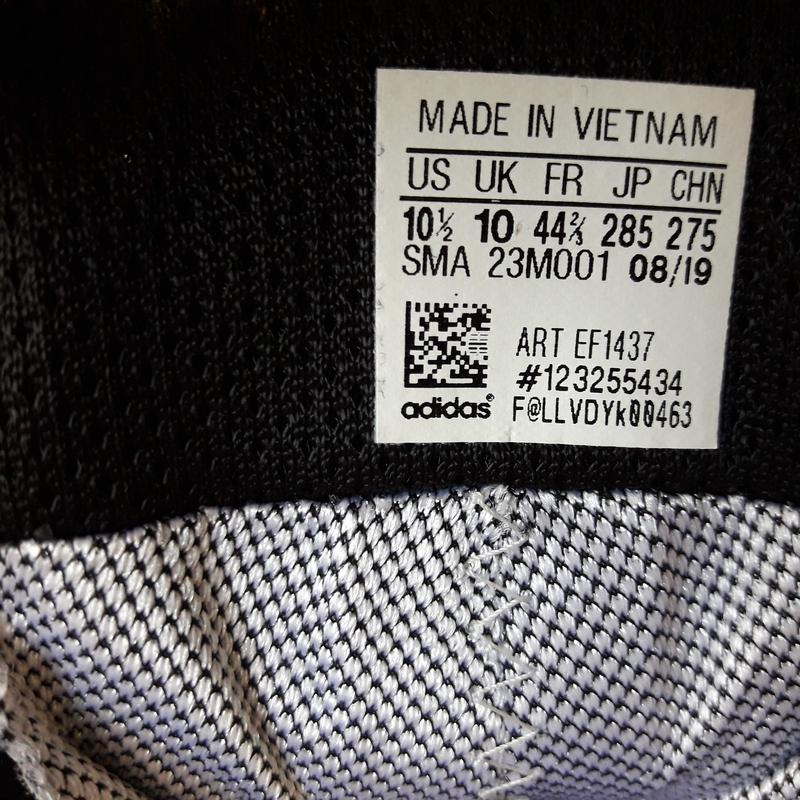 MADE IN VIETNAM
US UK FR JP CHN
10½ 10 44⅔ 285 275
SMA 23M001 08/19
ART EF1437
#123255434
adidas® F@LLVDYk00463